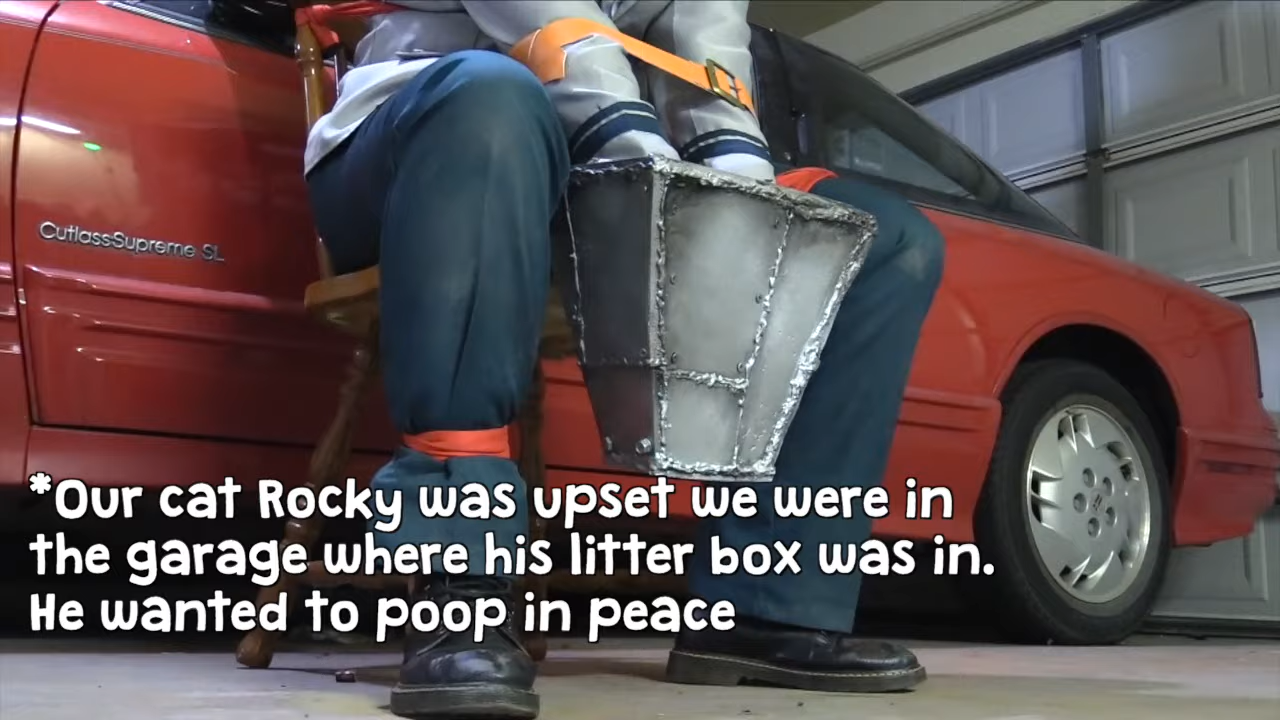 CutlassSupreme SL
*Our cat Rocky was upset we were in
the garage where his litter box was in.
He wanted to poop in peace